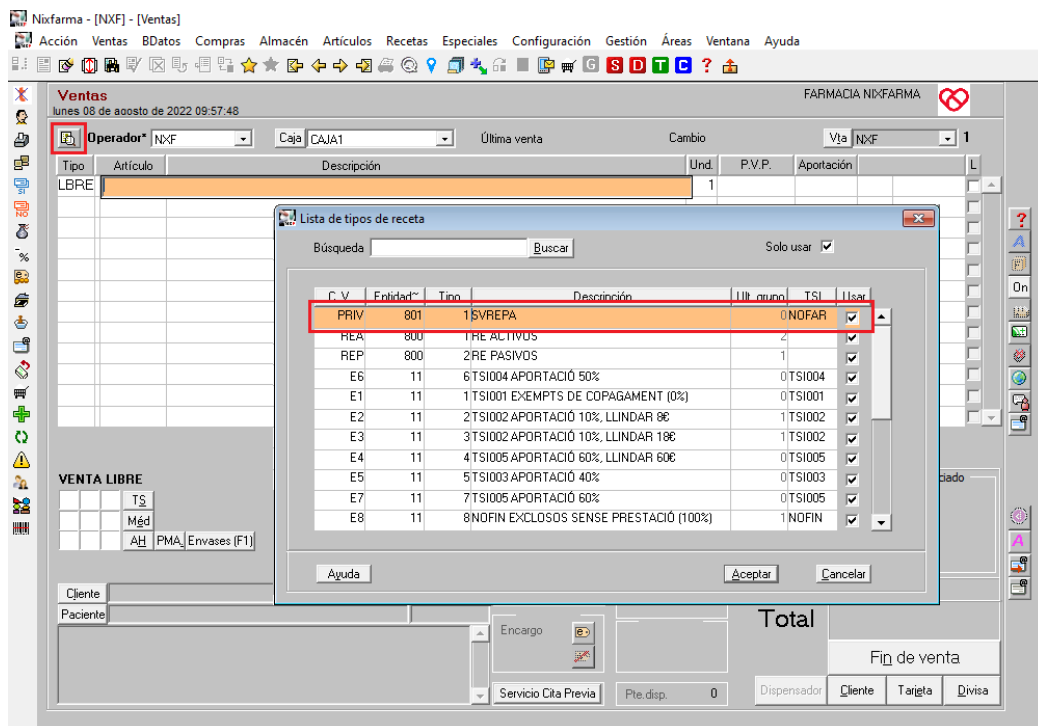 Nixfarma - [NXF] - [Ventas]
Acción Ventas BDatos Compras Almacén Artículos Recetas Especiales Configuración Gestión Áreas Ventana Ayuda
G S D T C ?
Ventas
FARMACIA NIXFARMA
lunes 08 de agosto de 2022 09:57:48
Operador* NXF Caja CAJA1 Última venta Cambio Vta NXF 1
Tipo Artículo Descripción Und. P.V.P. Aportación L
LBRE 1
SI
NO
%
Lista de tipos de receta
Búsqueda Buscar Solo usar
C. V. Entidad~ Tipo Descripción Ult. grupo TSI Usar
PRIV 801 1 SVREPA 0 NOFAR
REA 800 1 RE ACTIVOS 2
REP 800 2 RE PASIVOS 1
E6 11 6 TSI004 APORTACIÓ 50% 0 TSI004
E1 11 1 TSI001 EXEMPTS DE COPAGAMENT (0%) 0 TSI001
E2 11 2 TSI002 APORTACIÓ 10%, LLINDAR 8€ 1 TSI002
E3 11 3 TSI002 APORTACIÓ 10%, LLINDAR 18€ 1 TSI002
E4 11 4 TSI005 APORTACIÓ 60%, LLINDAR 60€ 0 TSI005
E5 11 5 TSI003 APORTACIÓ 40% 0 TSI003
E7 11 7 TSI005 APORTACIÓ 60% 0 TSI005
E8 11 8 NOFIN EXCLOSOS SENSE PRESTACIÓ (100%) 1 NOFIN
Ayuda Aceptar Cancelar
?
A
On
A
VENTA LIBRE
ciado
TS
Méd
AH PMA Envases (F1)
Cliente
Paciente
Encargo
Servicio Cita Previa
Pte.disp. 0
Total
Fin de venta
Dispensador Cliente Tarjeta Divisa